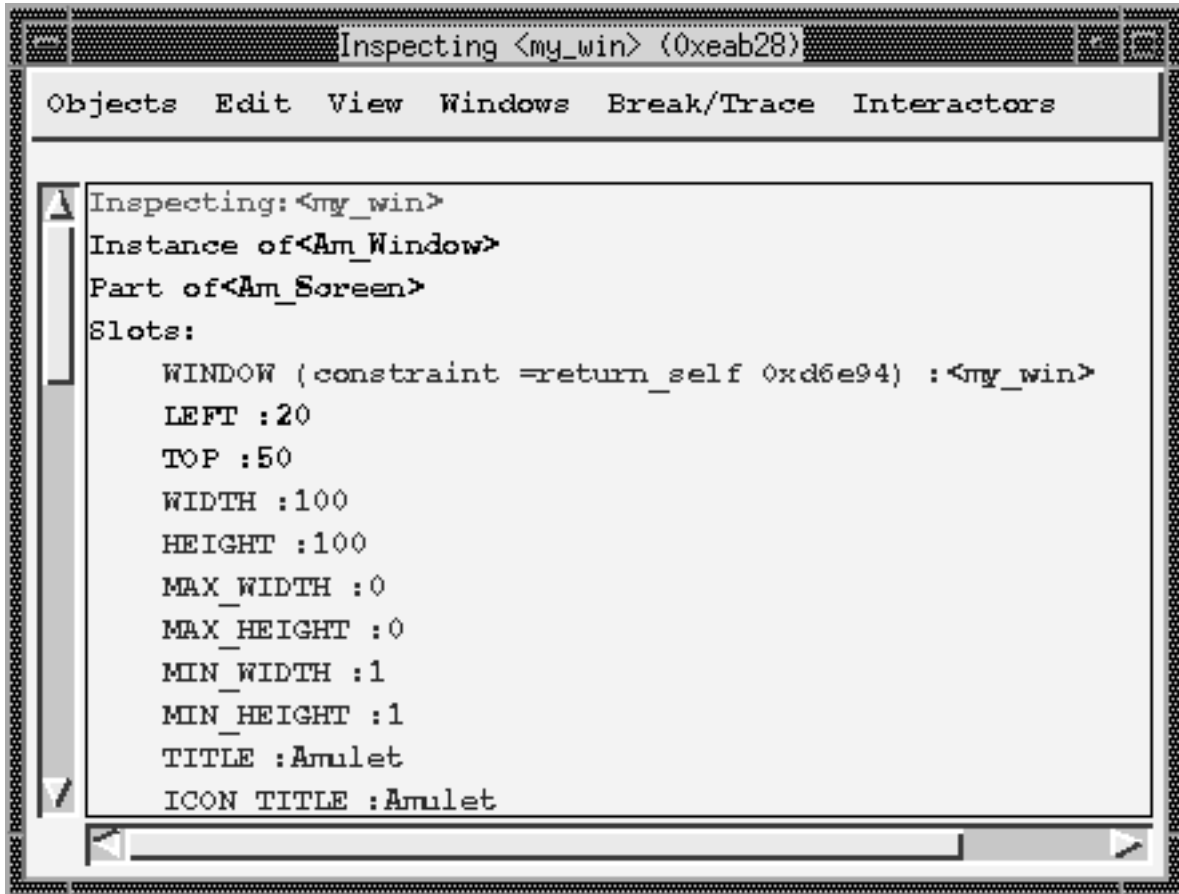 Inspecting <my_win> (0xeab28)
Objects Edit View Windows Break/Trace Interactors
Inspecting:<my_win>
Instance of<Am_Window>
Part of<Am_Screen>
Slots:
WINDOW (constraint =return_self 0xd6e94) :<my_win>
LEFT :20
TOP :50
WIDTH :100
HEIGHT :100
MAX_WIDTH :0
MAX_HEIGHT :0
MIN_WIDTH :1
MIN_HEIGHT :1
TITLE :Amulet
ICON_TITLE :Amulet